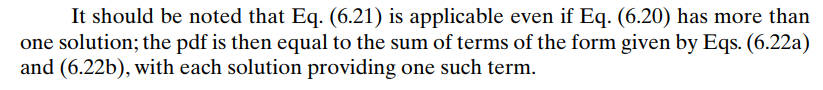 It should be noted that Eq. (6.21) is applicable even if Eq. (6.20) has more than
one solution; the pdf is then equal to the sum of terms of the form given by Eqs. (6.22a)
and (6.22b), with each solution providing one such term.